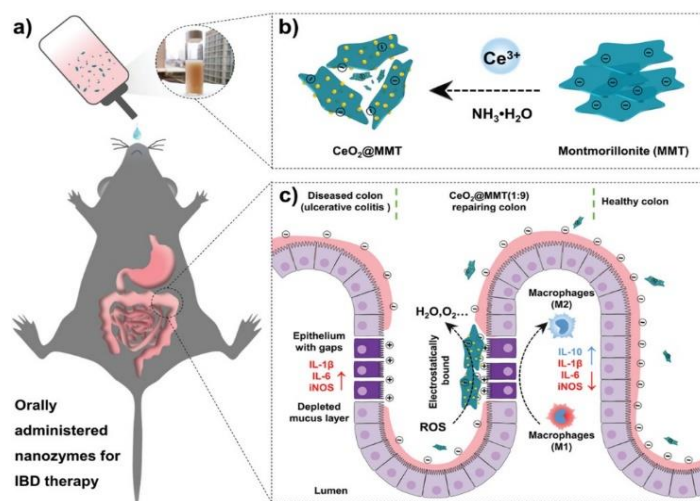 a)
Orally
administered
nanozymes for
IBD therapy
b)
Ce³⁺
NH₃•H₂O
CeO₂@MMT
Montmorillonite (MMT)
c)
Diseased colon
(ulcerative colitis )
CeO₂@MMT(1:9)
repairing colon
Healthy colon
H₂O,O₂...
Epithelium
with gaps
IL-1β
IL-6
iNOS
Depleted
mucus layer
Electrostatically
bound
ROS
Macrophages
(M2)
IL-10
IL-1β
IL-6
iNOS
Macrophages
(M1)
Lumen